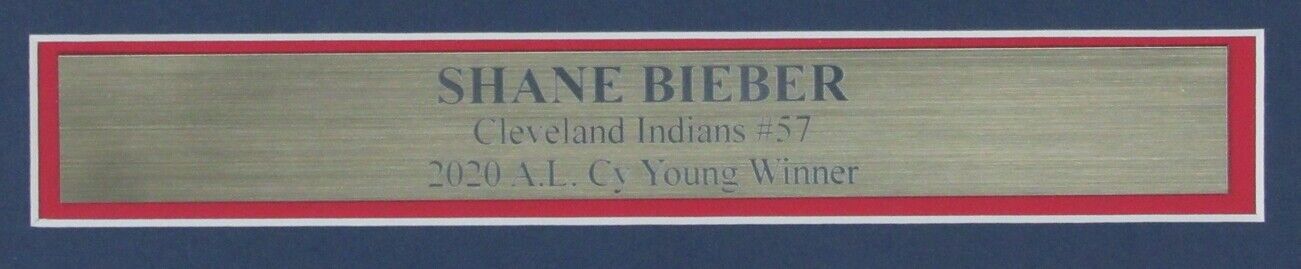 SHANE BIEBER
Cleveland Indians #57
2020 A.L. Cy Young Winner